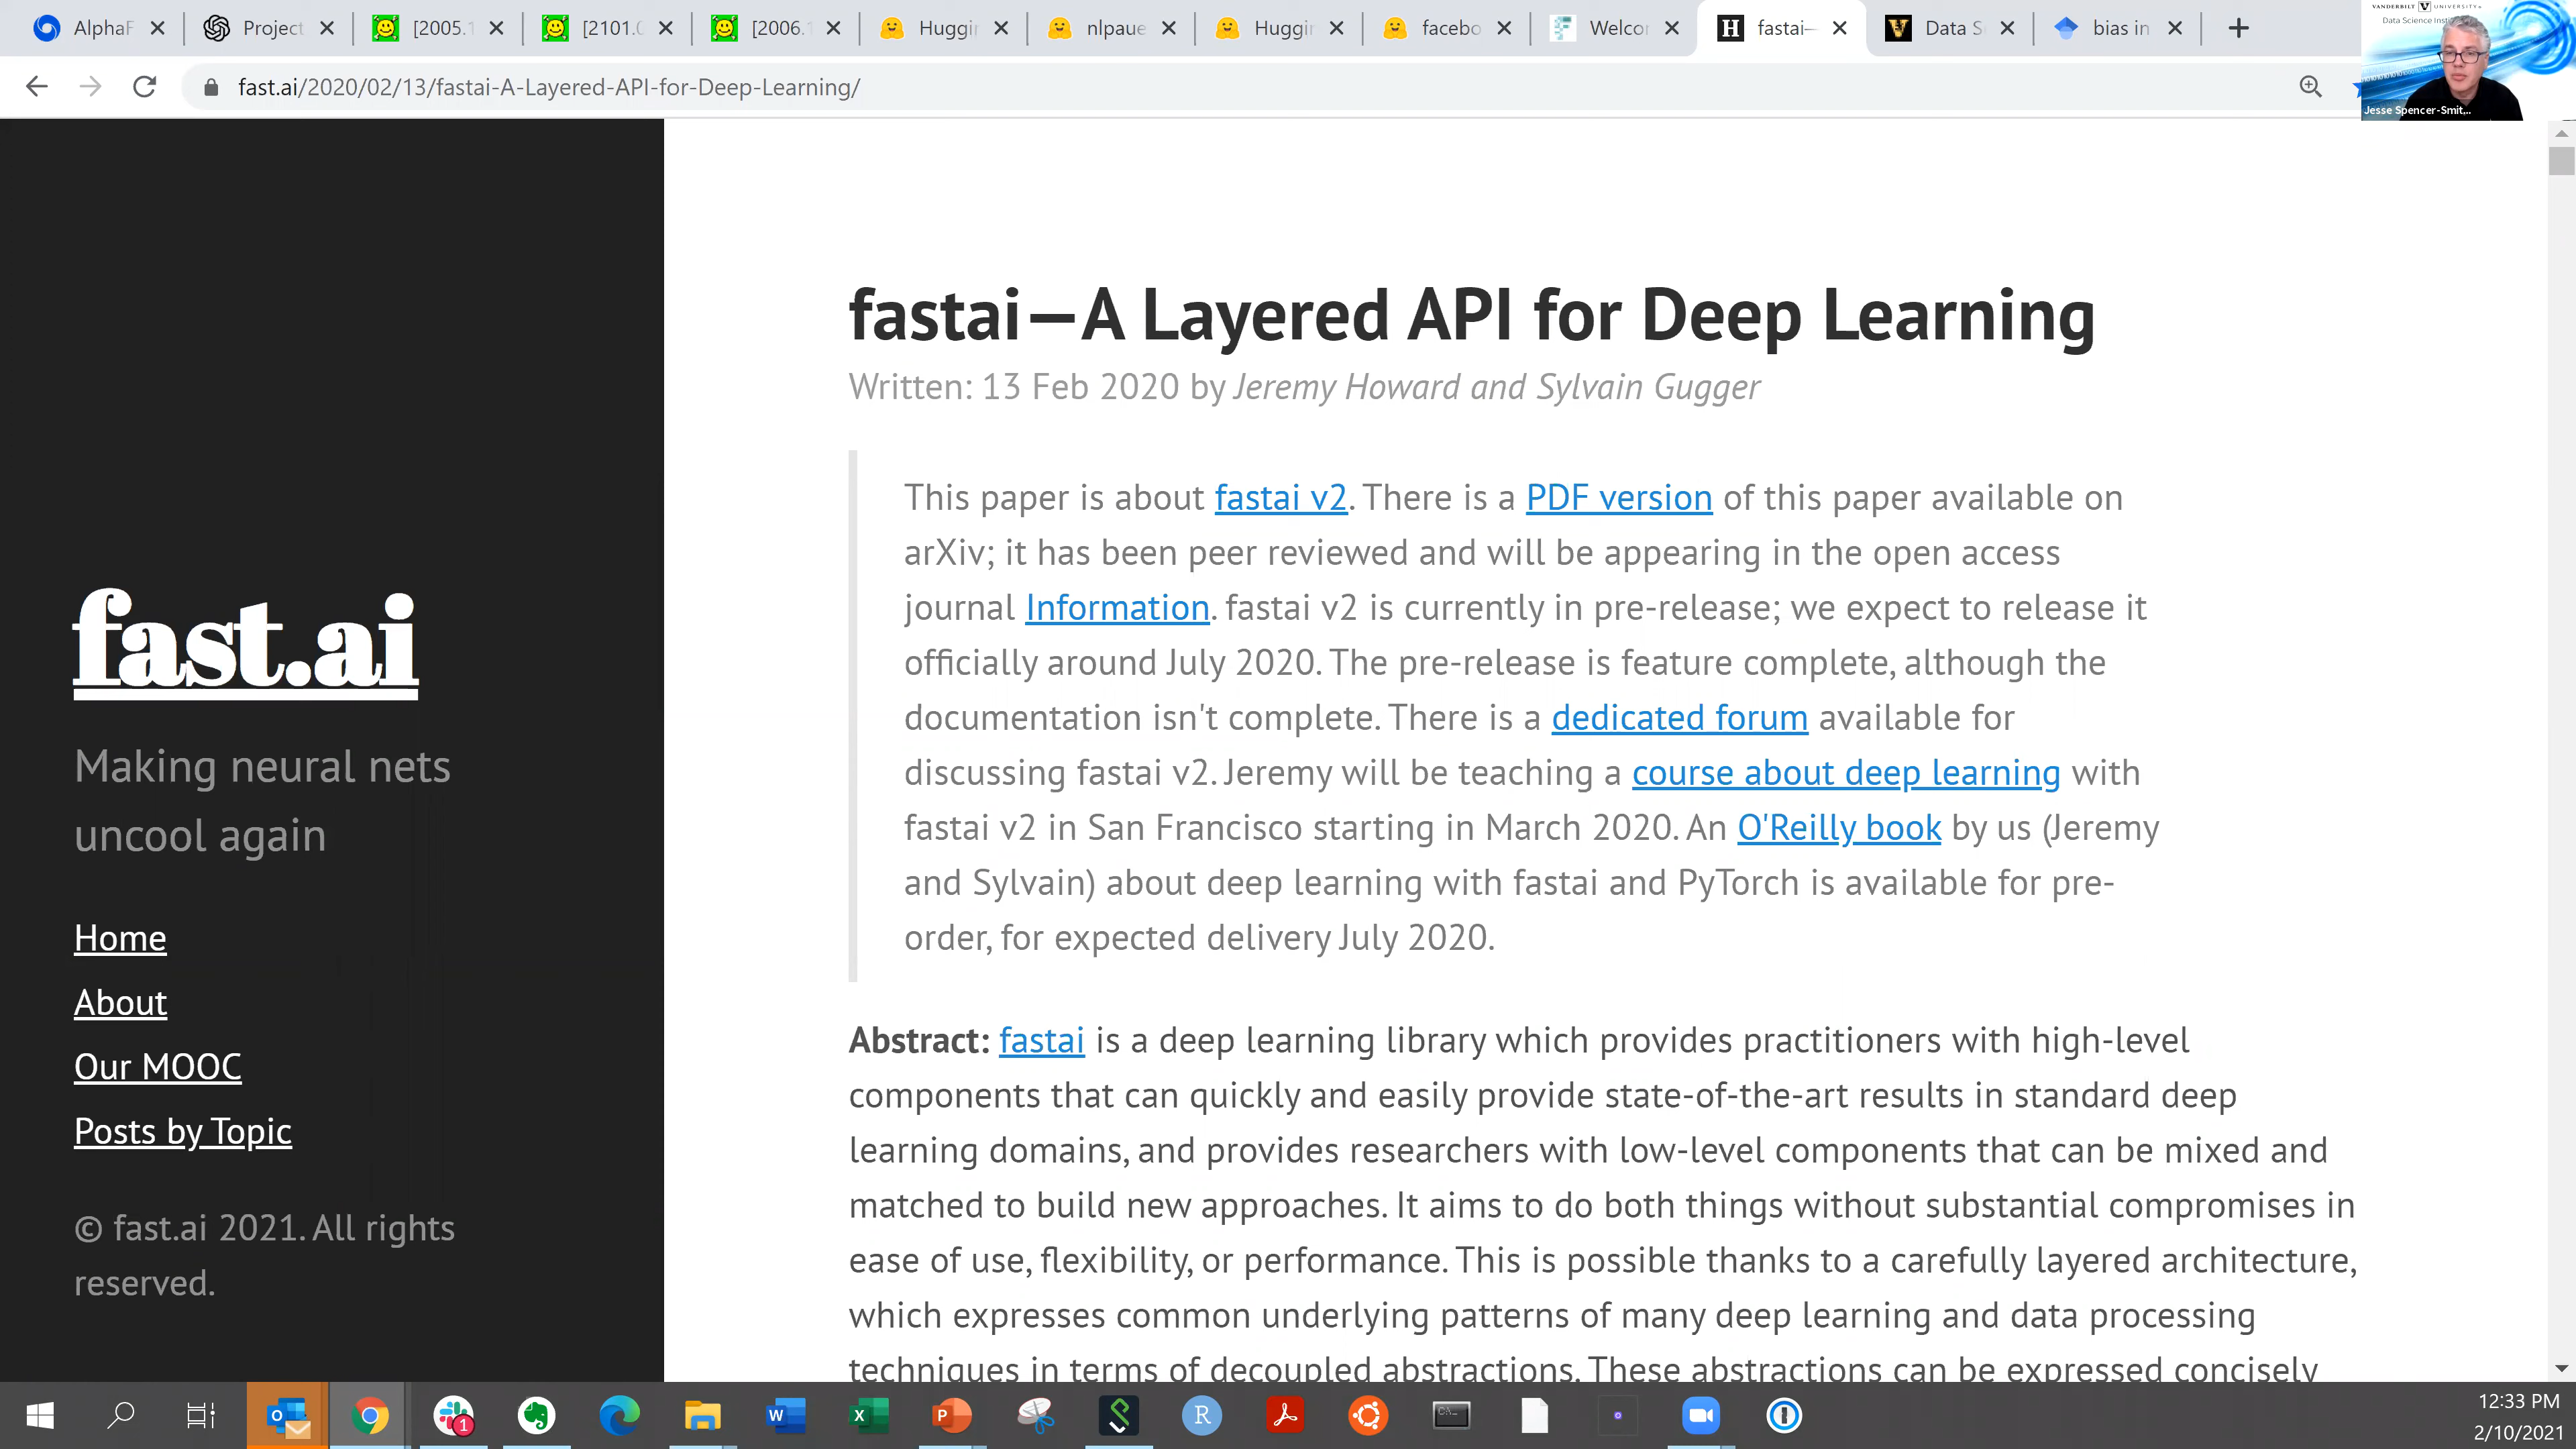 AlphaF
Project
[2005.1
[2101.0
[2006.1
Huggin
nlpaue
Huggin
facebo
Welcom
fastai—
Data S
bias in
VANDERBILT V UNIVERSITY
Data Science Insti
fast.ai/2020/02/13/fastai-A-Layered-API-for-Deep-Learning/
Jesse Spencer-Smit...
fast.ai
Making neural nets
uncool again
Home
About
Our MOOC
Posts by Topic
© fast.ai 2021. All rights
reserved.
fastai—A Layered API for Deep Learning
Written: 13 Feb 2020 by Jeremy Howard and Sylvain Gugger
This paper is about fastai v2. There is a PDF version of this paper available on
arXiv; it has been peer reviewed and will be appearing in the open access
journal Information. fastai v2 is currently in pre-release; we expect to release it
officially around July 2020. The pre-release is feature complete, although the
documentation isn't complete. There is a dedicated forum available for
discussing fastai v2. Jeremy will be teaching a course about deep learning with
fastai v2 in San Francisco starting in March 2020. An O'Reilly book by us (Jeremy
and Sylvain) about deep learning with fastai and PyTorch is available for pre-
order, for expected delivery July 2020.
Abstract: fastai is a deep learning library which provides practitioners with high-level
components that can quickly and easily provide state-of-the-art results in standard deep
learning domains, and provides researchers with low-level components that can be mixed and
matched to build new approaches. It aims to do both things without substantial compromises in
ease of use, flexibility, or performance. This is possible thanks to a carefully layered architecture,
which expresses common underlying patterns of many deep learning and data processing
techniques in terms of decoupled abstractions. These abstractions can be expressed concisely
12:33 PM
2/10/2021